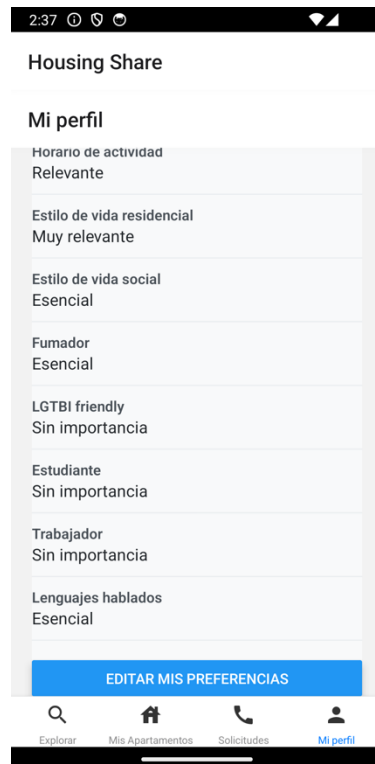 2:37
Housing Share
Mi perfil
Horario de actividad
Relevante
Estilo de vida residencial
Muy relevante
Estilo de vida social
Esencial
Fumador
Esencial
LGTBI friendly
Sin importancia
Estudiante
Sin importancia
Trabajador
Sin importancia
Lenguajes hablados
Esencial
EDITAR MIS PREFERENCIAS
Explorar Mis Apartamentos Solicitudes Mi perfil